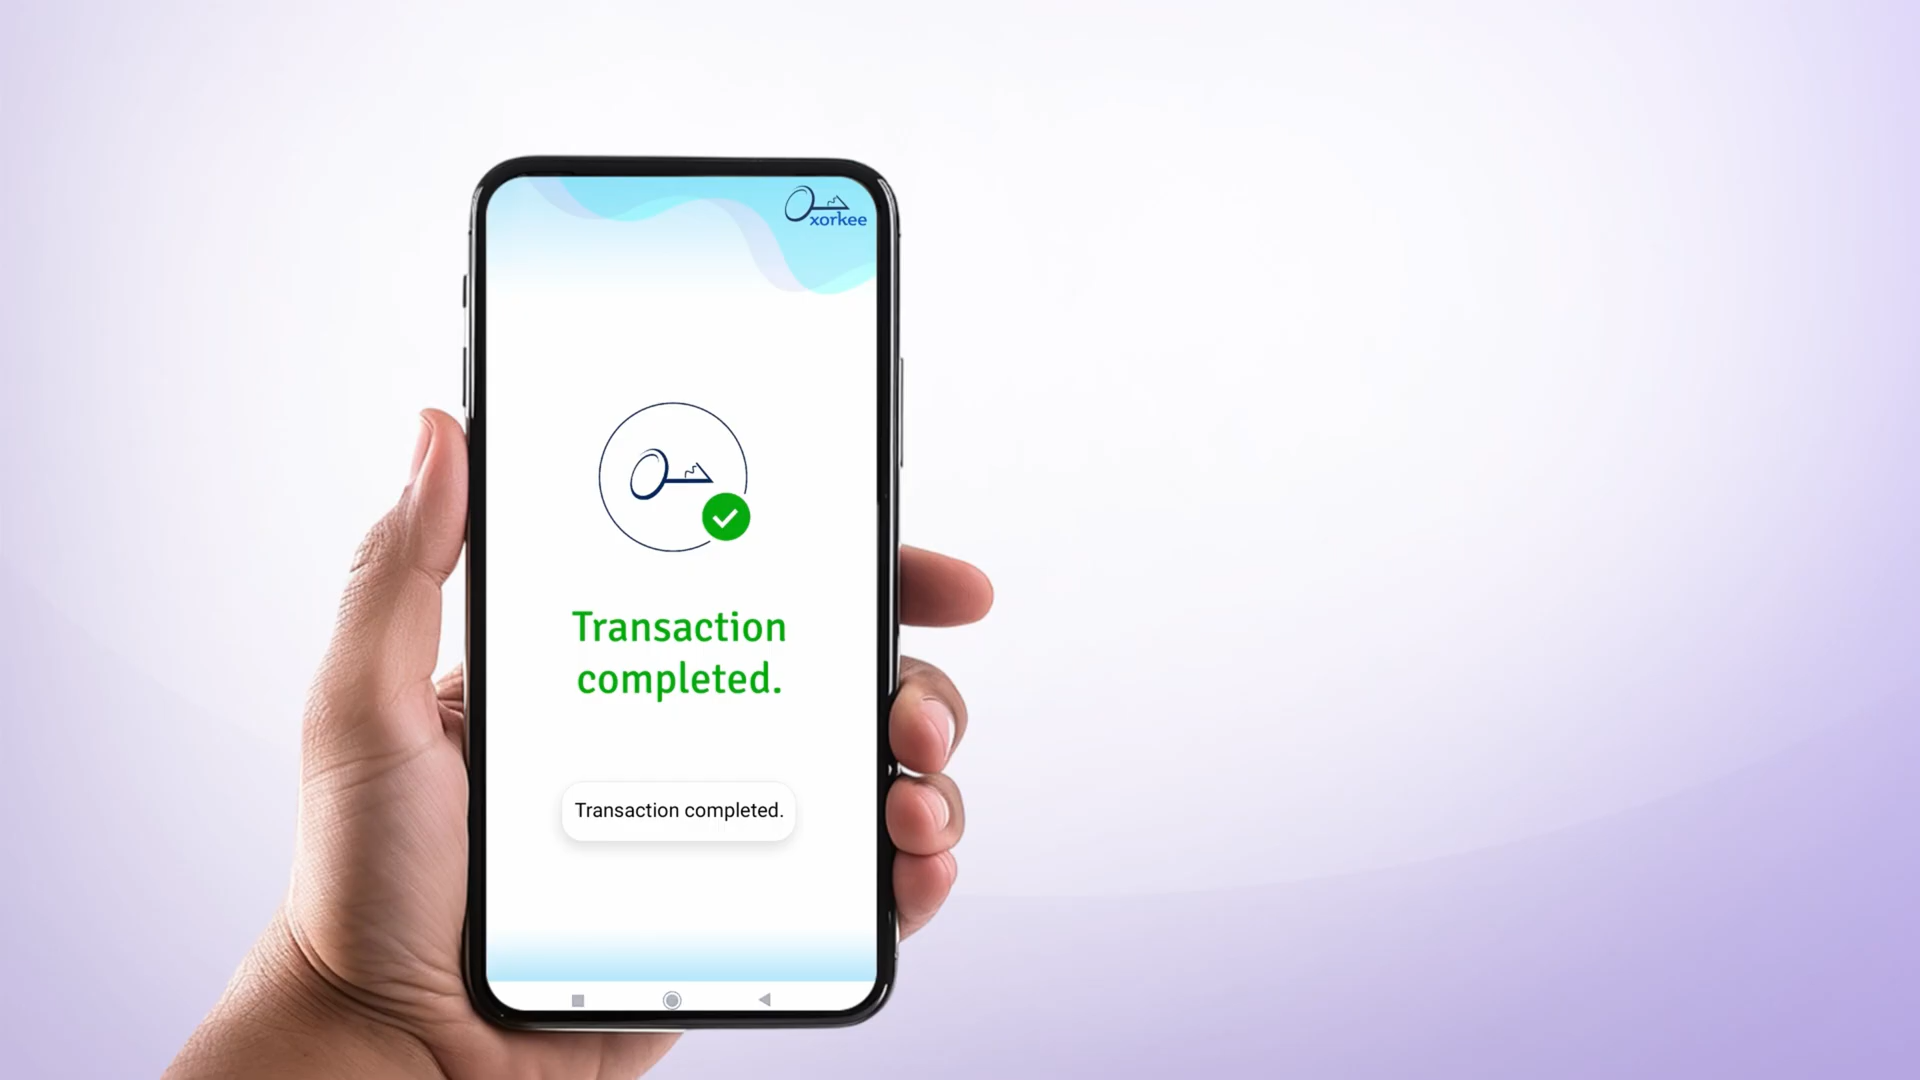 xorkee
Transaction
completed.
Transaction completed.